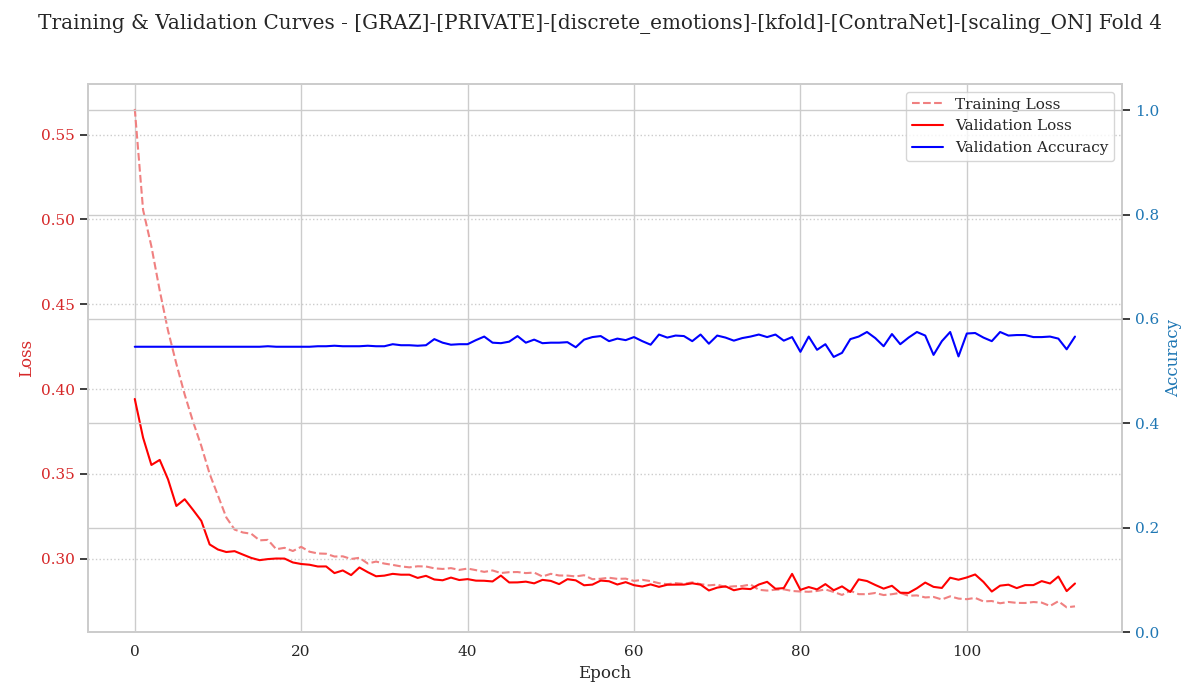 Training & Validation Curves - [GRAZ]-[PRIVATE]-[discrete_emotions]-[kfold]-[ContraNet]-[scaling_ON] Fold 4
Training Loss
Validation Loss
Validation Accuracy
Loss
0.55
0.50
0.45
0.40
0.35
0.30
1.0
0.8
0.6
0.4
0.2
0.0
Accuracy
0
20
40
60
80
100
Epoch